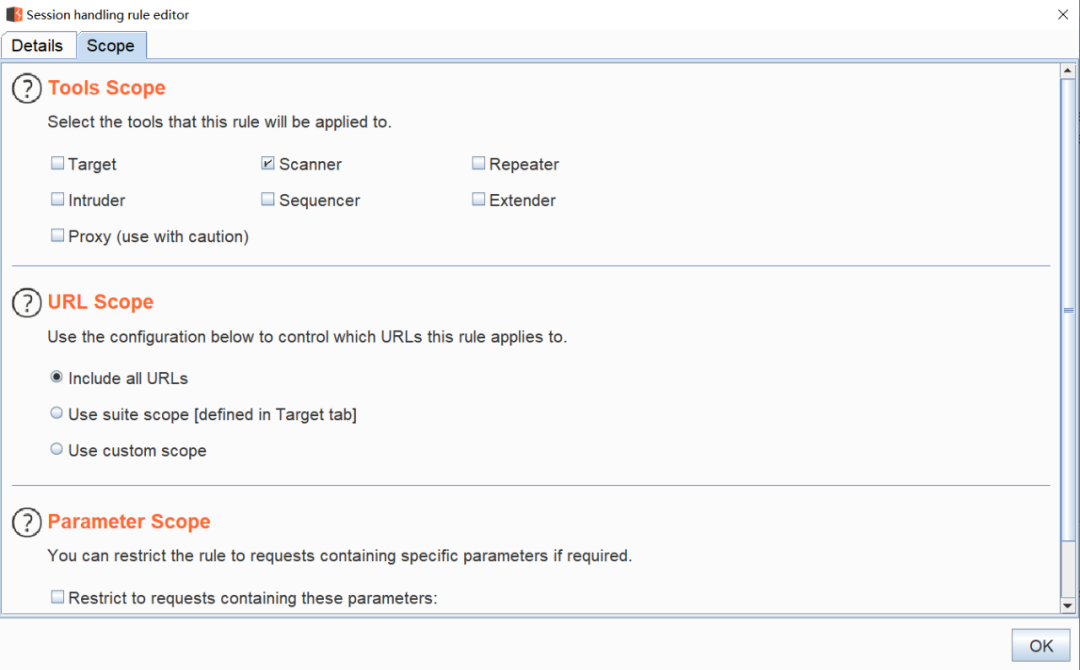 Session handling rule editor
Details Scope
? Tools Scope
Select the tools that this rule will be applied to.
Target Scanner Repeater
Intruder Sequencer Extender
Proxy (use with caution)
? URL Scope
Use the configuration below to control which URLs this rule applies to.
Include all URLs
Use suite scope [defined in Target tab]
Use custom scope
? Parameter Scope
You can restrict the rule to requests containing specific parameters if required.
Restrict to requests containing these parameters:
OK